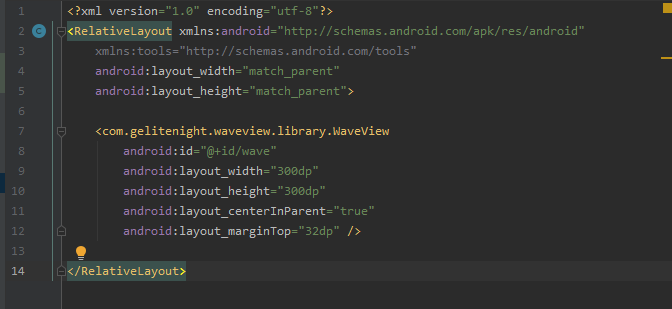 1 <?xml version="1.0" encoding="utf-8"?>
2 <RelativeLayout xmlns:android="http://schemas.android.com/apk/res/android"
3     xmlns:tools="http://schemas.android.com/tools"
4     android:layout_width="match_parent"
5     android:layout_height="match_parent">
6
7     <com.gelitenight.waveview.library.WaveView
8         android:id="@+id/wave"
9         android:layout_width="300dp"
10         android:layout_height="300dp"
11         android:layout_centerInParent="true"
12         android:layout_marginTop="32dp" />
13
14 </RelativeLayout>